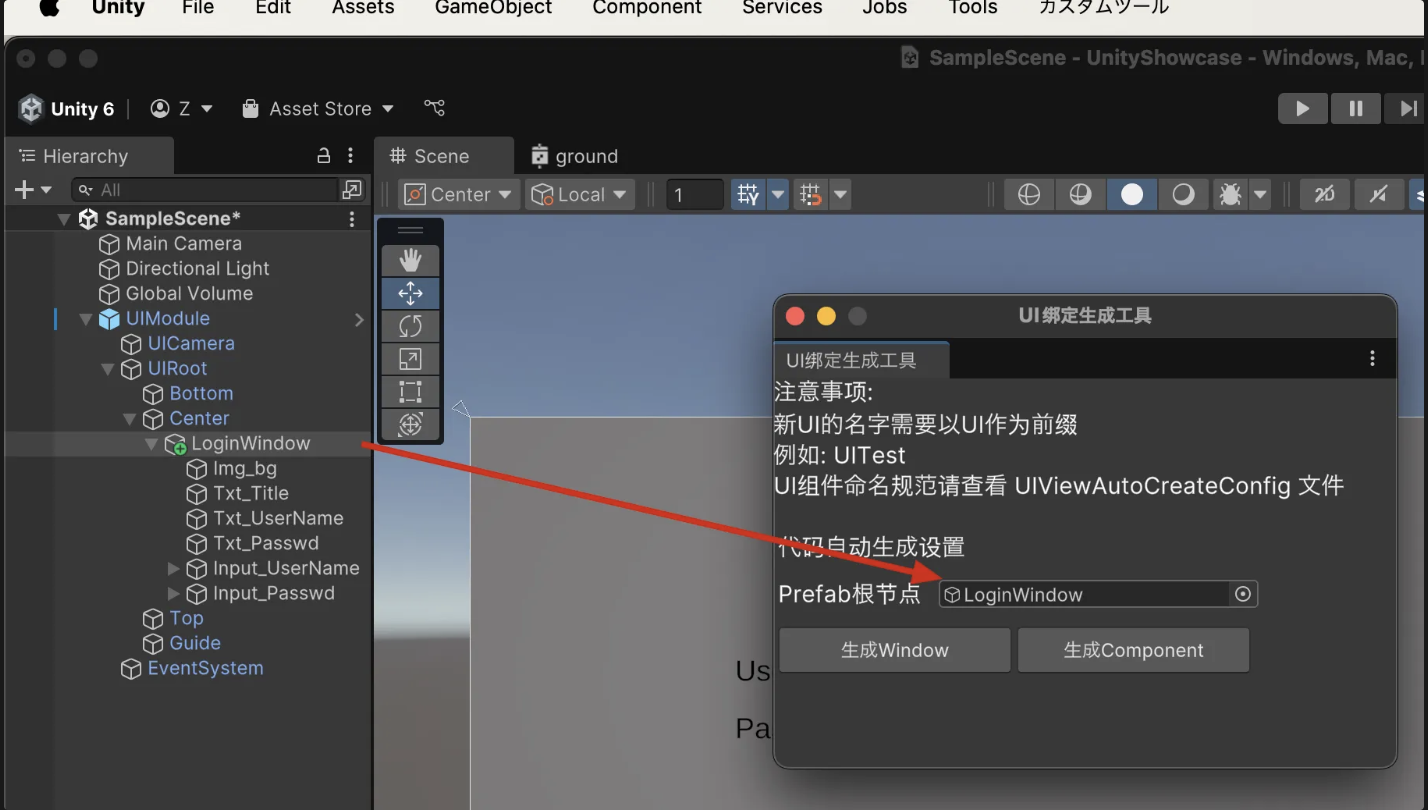 Unity File Edit Assets GameObject Component Services Jobs Tools カスタムツール
SampleScene - UnityShowcase - Windows, Mac,
Unity 6 Z Asset Store
Hierarchy
Scene ground
All
Center Local 1 2D
SampleScene*
Main Camera
Directional Light
Global Volume
UIModule
UICamera
UIRoot
Bottom
Center
LoginWindow
Img_bg
Txt_Title
Txt_UserName
Txt_Passwd
Input_UserName
Input_Passwd
Top
Guide
EventSystem
Us
Pa
UI绑定生成工具
UI绑定生成工具
注意事项:
新UI的名字需要以UI作为前缀
例如: UITest
UI组件命名规范请查看 UIViewAutoCreateConfig 文件
代码自动生成设置
Prefab根节点 LoginWindow
生成Window 生成Component